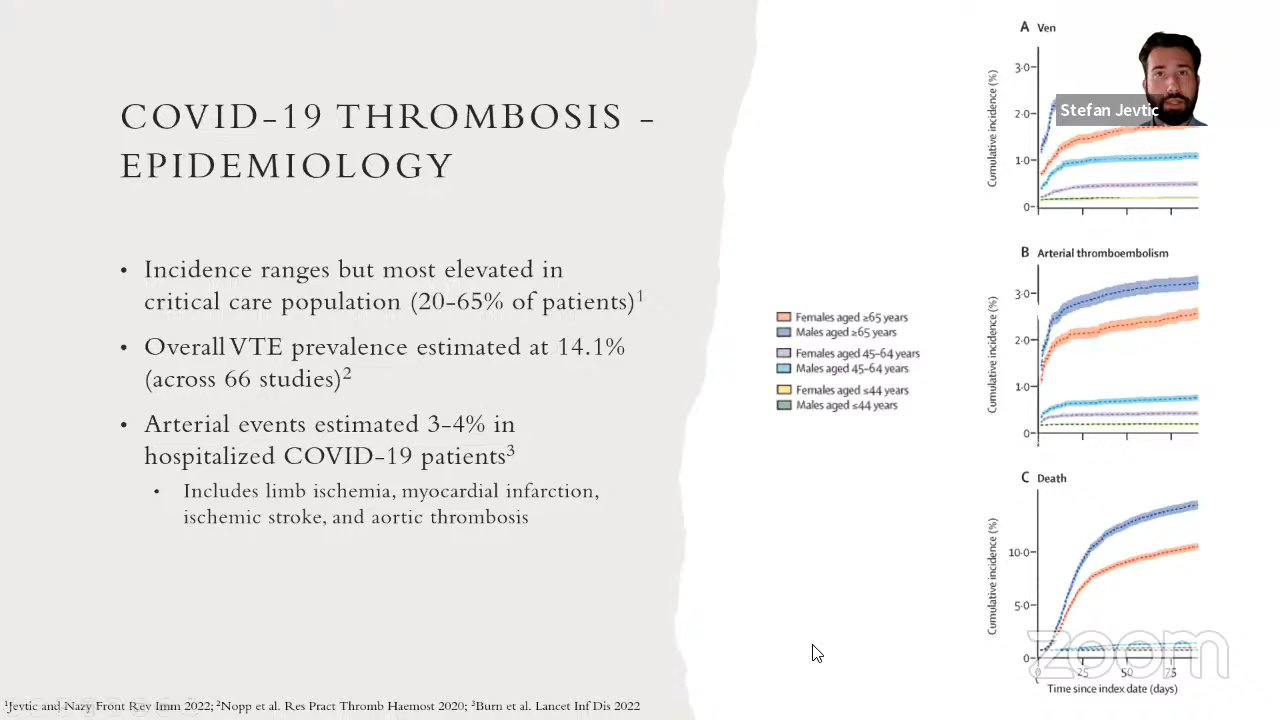 COVID-19 THROMBOSIS –
EPIDEMIOLOGY
• Incidence ranges but most elevated in
critical care population (20-65% of patients)1
• Overall VTE prevalence estimated at 14.1%
(across 66 studies)2
• Arterial events estimated 3-4% in
hospitalized COVID-19 patients3
• Includes limb ischemia, myocardial infarction,
ischemic stroke, and aortic thrombosis
1Jevtic and Nazy Front Rev Imm 2022; 2Nopp et al. Res Pract Thromb Haemost 2020; 3Burn et al. Lancet Inf Dis 2022
Females aged ≥65 years
Males aged ≥65 years
Females aged 45–64 years
Males aged 45–64 years
Females aged ≤44 years
Males aged ≤44 years
A Ven
Stefan Jevtic
Cumulative incidence (%)
3·0
2·0
1·0
0
B Arterial thromboembolism
Cumulative incidence (%)
3·0
2·0
1·0
0
C Death
Cumulative incidence (%)
10·0
5·0
0
0 25 50 75
Time since index date (days)
zoom